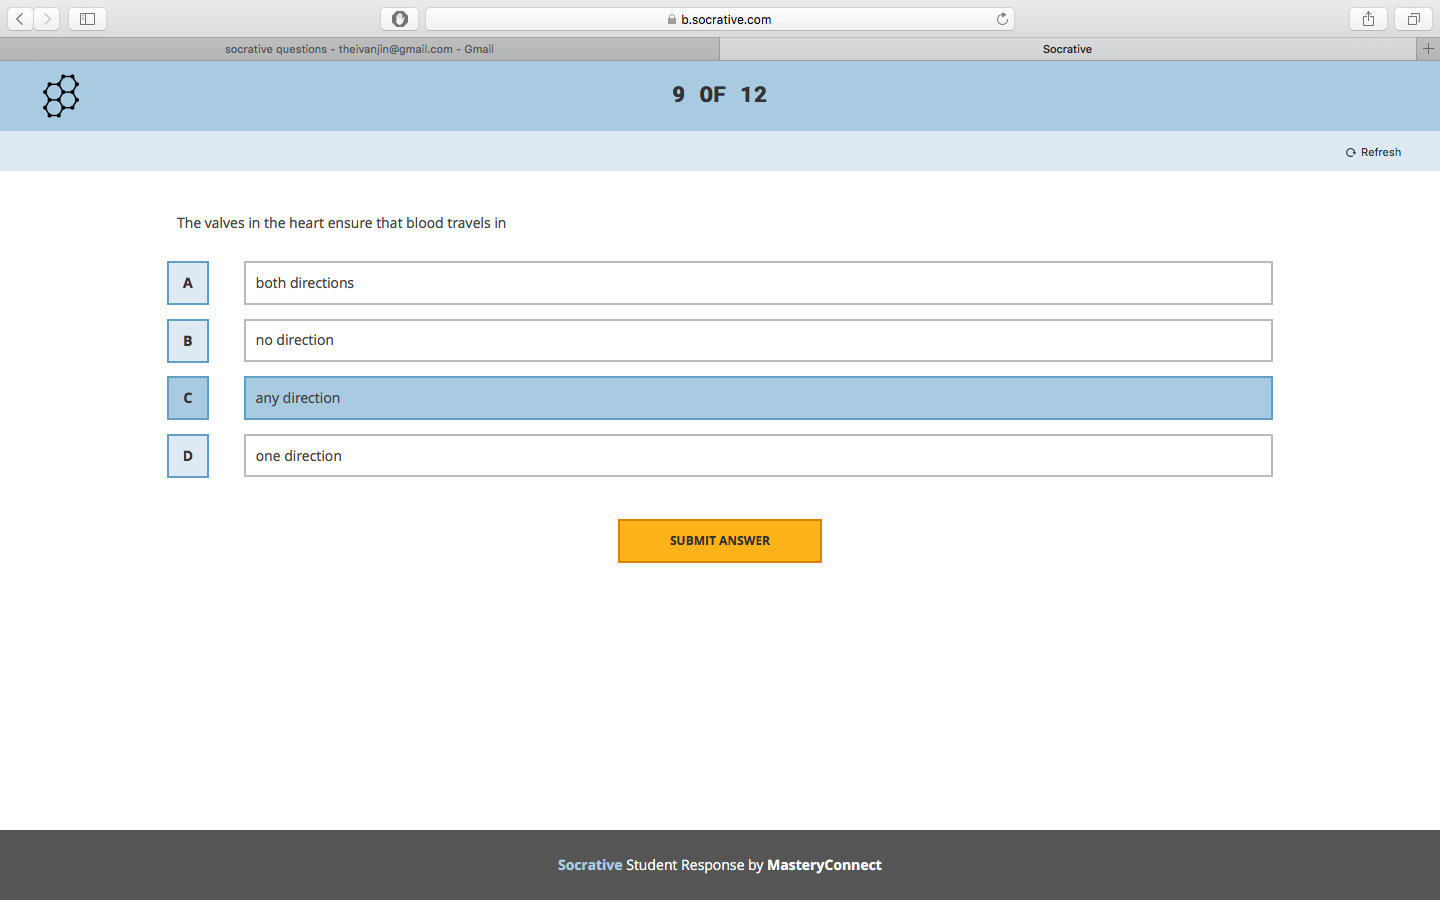 b.socrative.com
socrative questions - theivanjin@gmail.com - Gmail
Socrative
9 OF 12
Refresh
The valves in the heart ensure that blood travels in
A both directions
B no direction
C any direction
D one direction
SUBMIT ANSWER
Socrative Student Response by MasteryConnect